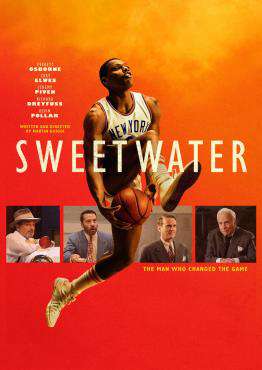 EVERETT
OSBORNE
CARY
ELWES
JEREMY
PIVEN
RICHARD
DREYFUSS
KEVIN
POLLAK
WRITTEN AND DIRECTED
BY MARTIN GUIGUI
NEW YORK
SWEETWATER
THE MAN WHO CHANGED THE GAME